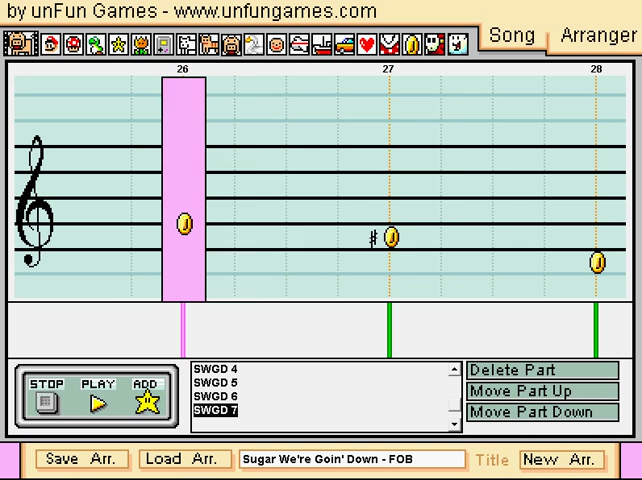 by unFun Games - www.unfungames.com
Song Arranger
26 27 28
STOP PLAY ADD
SWGD 4
SWGD 5
SWGD 6
SWGD 7
Delete Part
Move Part Up
Move Part Down
Save Arr. Load Arr. Sugar We're Goin' Down - FOB Title New Arr.